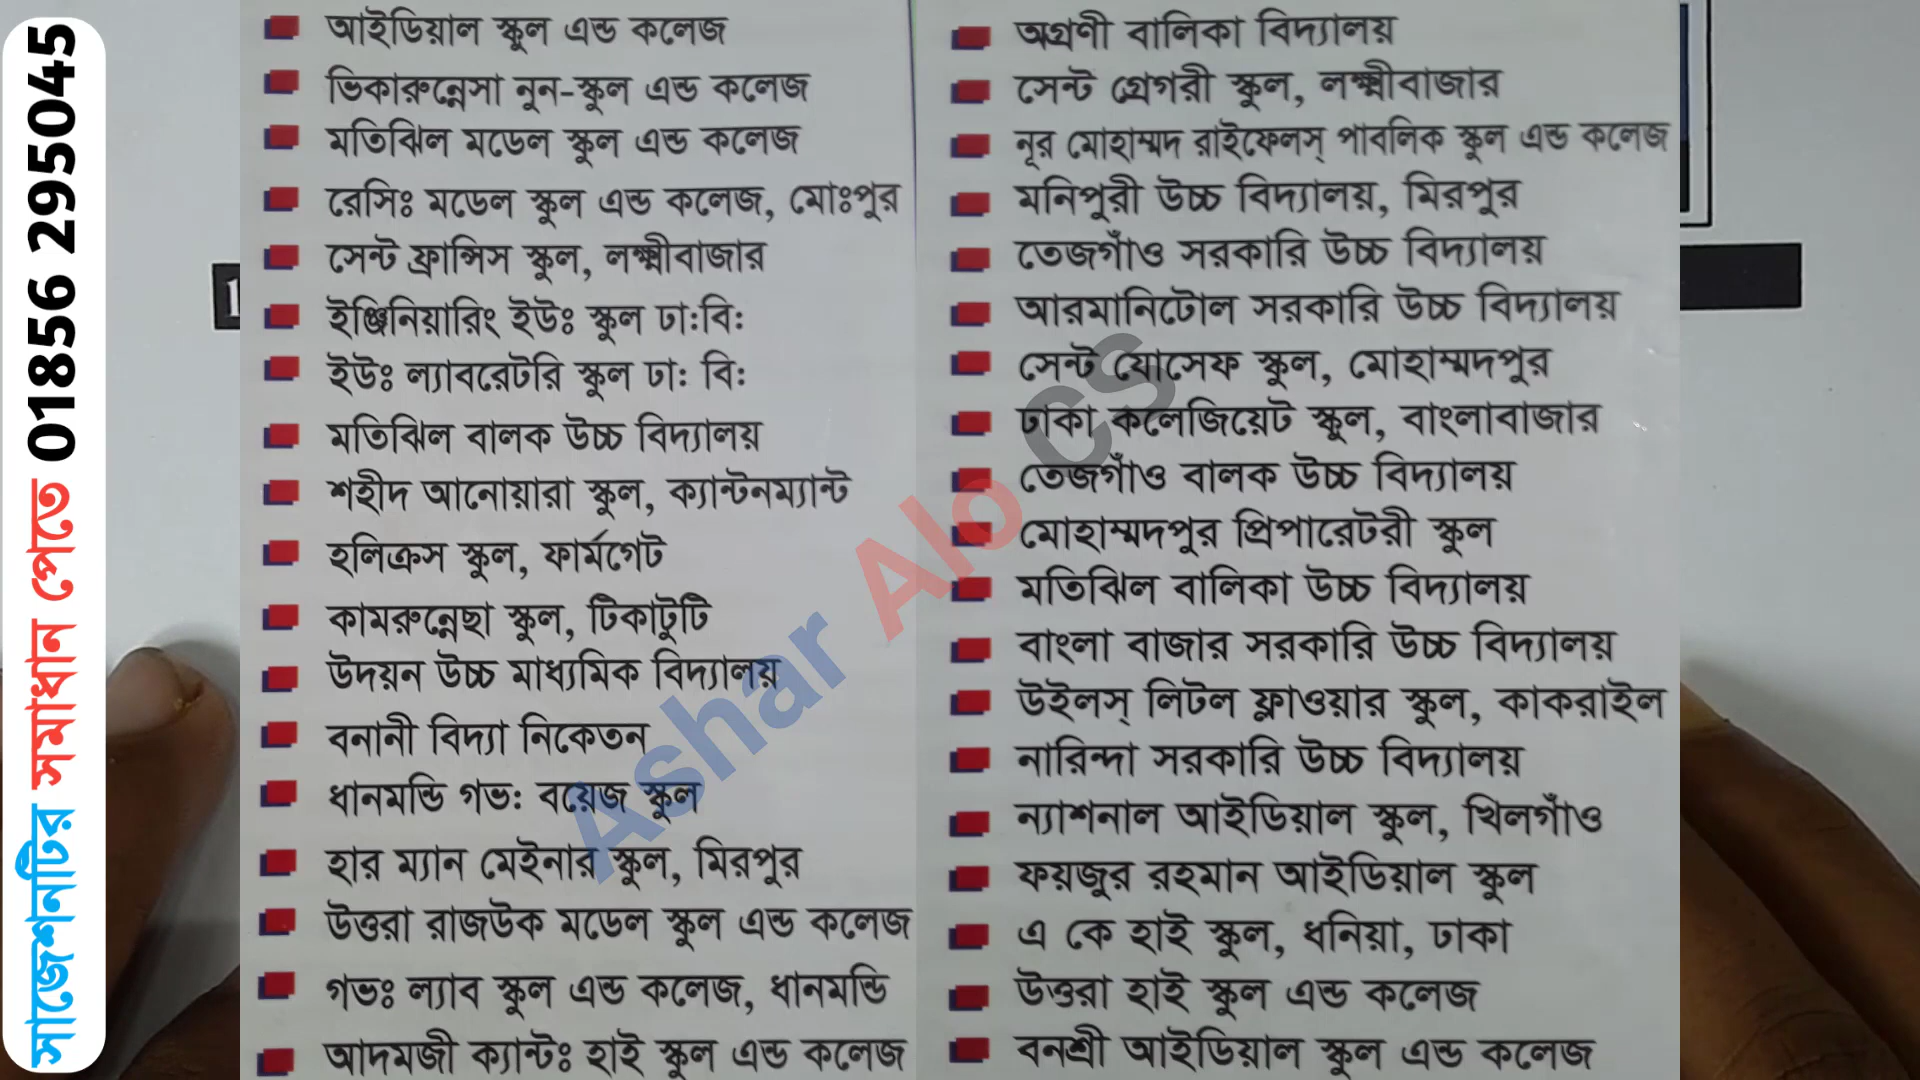 সাজেশনটির সমাধান পেতে 01856 295045
আইডিয়াল স্কুল এন্ড কলেজ
ভিকারুন্নেসা নূন-স্কুল এন্ড কলেজ
মতিঝিল মডেল স্কুল এন্ড কলেজ
রেসিঃ মডেল স্কুল এন্ড কলেজ, মোঃপুর
সেন্ট ফ্রান্সিস স্কুল, লক্ষ্মীবাজার
ইঞ্জিনিয়ারিং ইউঃ স্কুল ঢা:বি:
ইউঃ ল্যাবরেটরি স্কুল ঢা: বি:
মতিঝিল বালক উচ্চ বিদ্যালয়
শহীদ আনোয়ারা স্কুল, ক্যান্টনম্যান্ট
হলিক্রস স্কুল, ফার্মগেট
কামরুন্নেছা স্কুল, টিকাটুটি
উদয়ন উচ্চ মাধ্যমিক বিদ্যালয়
বনানী বিদ্যা নিকেতন
ধানমন্ডি গভ: বয়েজ স্কুল
হার ম্যান মেইনার স্কুল, মিরপুর
উত্তরা রাজউক মডেল স্কুল এন্ড কলেজ
গভঃ ল্যাব স্কুল এন্ড কলেজ, ধানমন্ডি
আদমজী ক্যান্টঃ হাই স্কুল এন্ড কলেজ
অগ্রণী বালিকা বিদ্যালয়
সেন্ট গ্রেগরী স্কুল, লক্ষ্মীবাজার
নূর মোহাম্মদ রাইফেলস্ পাবলিক স্কুল এন্ড কলেজ
মনিপুরী উচ্চ বিদ্যালয়, মিরপুর
তেজগাঁও সরকারি উচ্চ বিদ্যালয়
আরমানিটোল সরকারি উচ্চ বিদ্যালয়
সেন্ট যোসেফ স্কুল, মোহাম্মদপুর
ঢাকা কলেজিয়েট স্কুল, বাংলাবাজার
তেজগাঁও বালক উচ্চ বিদ্যালয়
মোহাম্মদপুর প্রিপারেটরী স্কুল
মতিঝিল বালিকা উচ্চ বিদ্যালয়
বাংলা বাজার সরকারি উচ্চ বিদ্যালয়
উইলস্ লিটল ফ্লাওয়ার স্কুল, কাকরাইল
নারিন্দা সরকারি উচ্চ বিদ্যালয়
ন্যাশনাল আইডিয়াল স্কুল, খিলগাঁও
ফয়জুর রহমান আইডিয়াল স্কুল
এ কে হাই স্কুল, ধনিয়া, ঢাকা
উত্তরা হাই স্কুল এন্ড কলেজ
বনশ্রী আইডিয়াল স্কুল এন্ড কলেজ
Ashar Alo CS